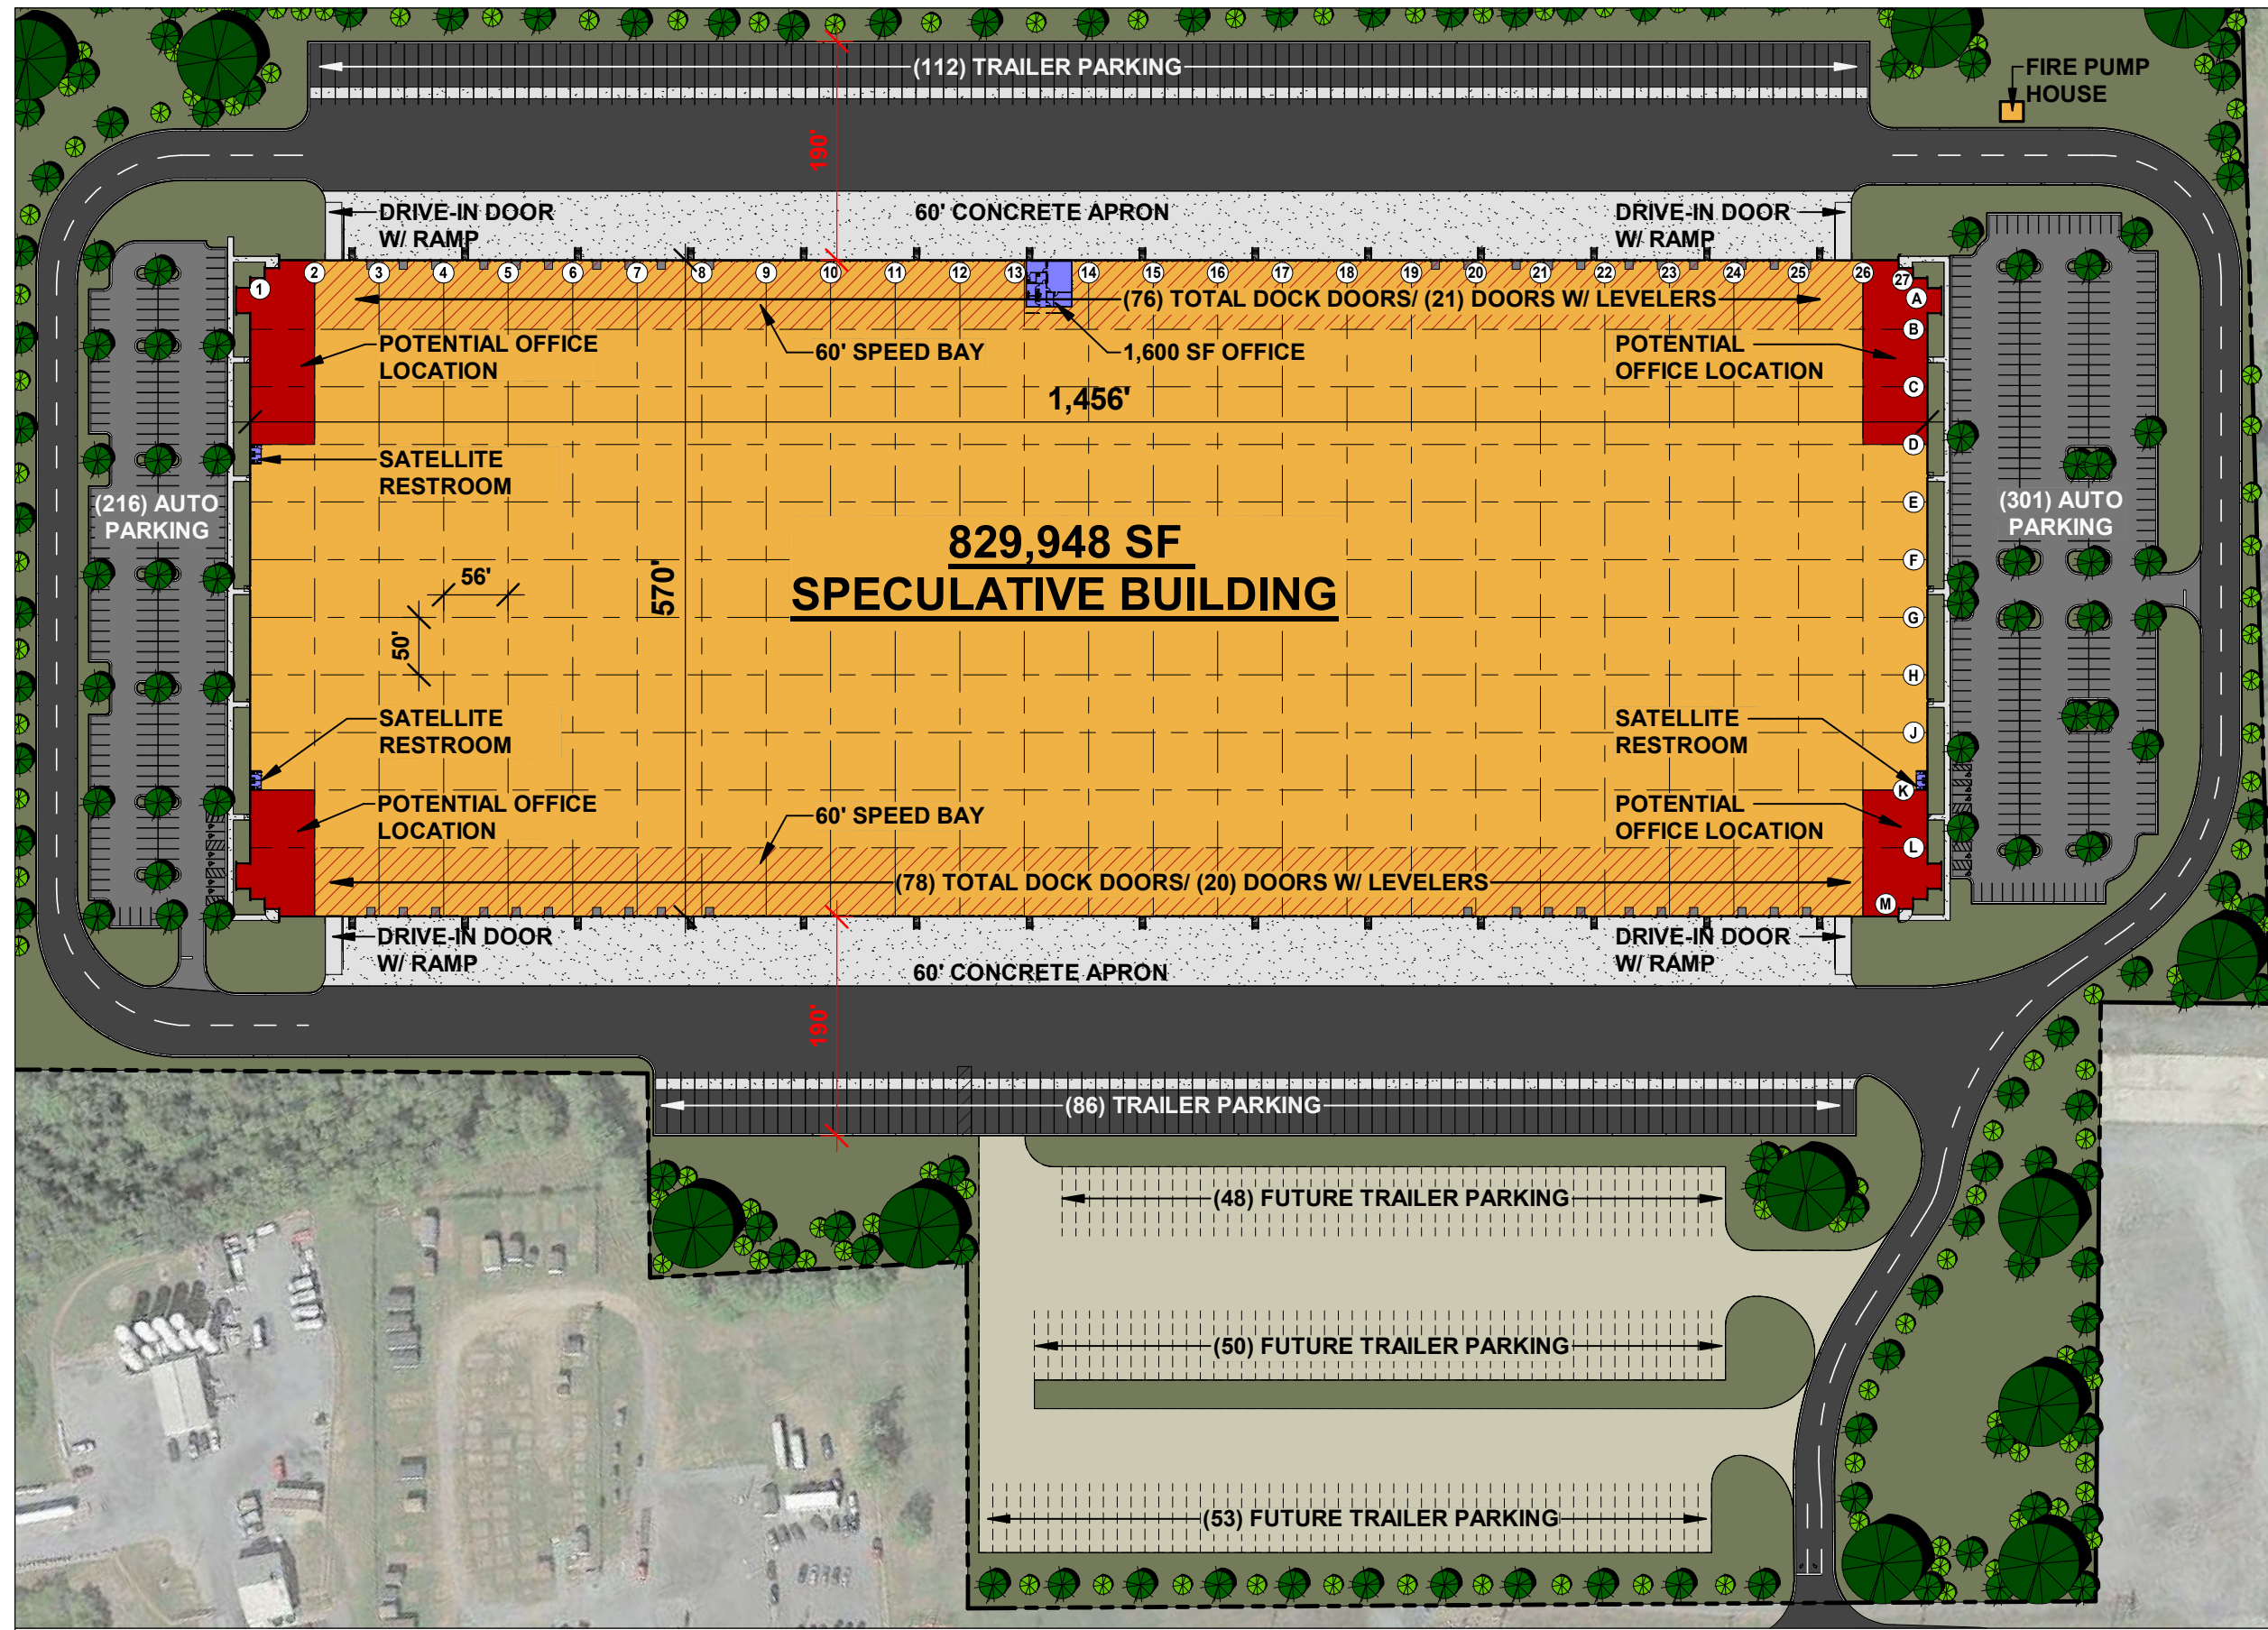 (112) TRAILER PARKING
FIRE PUMP
HOUSE
190'
DRIVE-IN DOOR
W/ RAMP
60' CONCRETE APRON
DRIVE-IN DOOR
W/ RAMP
1
2
3
4
5
6
7
8
9
10
11
12
13
14
15
16
17
18
19
20
21
22
23
24
25
26
27
A
B
C
D
E
F
G
H
J
K
L
M
(76) TOTAL DOCK DOORS/ (21) DOORS W/ LEVELERS
POTENTIAL OFFICE
LOCATION
60' SPEED BAY
1,600 SF OFFICE
POTENTIAL
OFFICE LOCATION
1,456'
SATELLITE
RESTROOM
(216) AUTO
PARKING
(301) AUTO
PARKING
829,948 SF
SPECULATIVE BUILDING
56'
50'
570'
SATELLITE
RESTROOM
SATELLITE
RESTROOM
POTENTIAL OFFICE
LOCATION
60' SPEED BAY
POTENTIAL
OFFICE LOCATION
(78) TOTAL DOCK DOORS/ (20) DOORS W/ LEVELERS
DRIVE-IN DOOR
W/ RAMP
60' CONCRETE APRON
DRIVE-IN DOOR
W/ RAMP
190'
(86) TRAILER PARKING
(48) FUTURE TRAILER PARKING
(50) FUTURE TRAILER PARKING
(53) FUTURE TRAILER PARKING